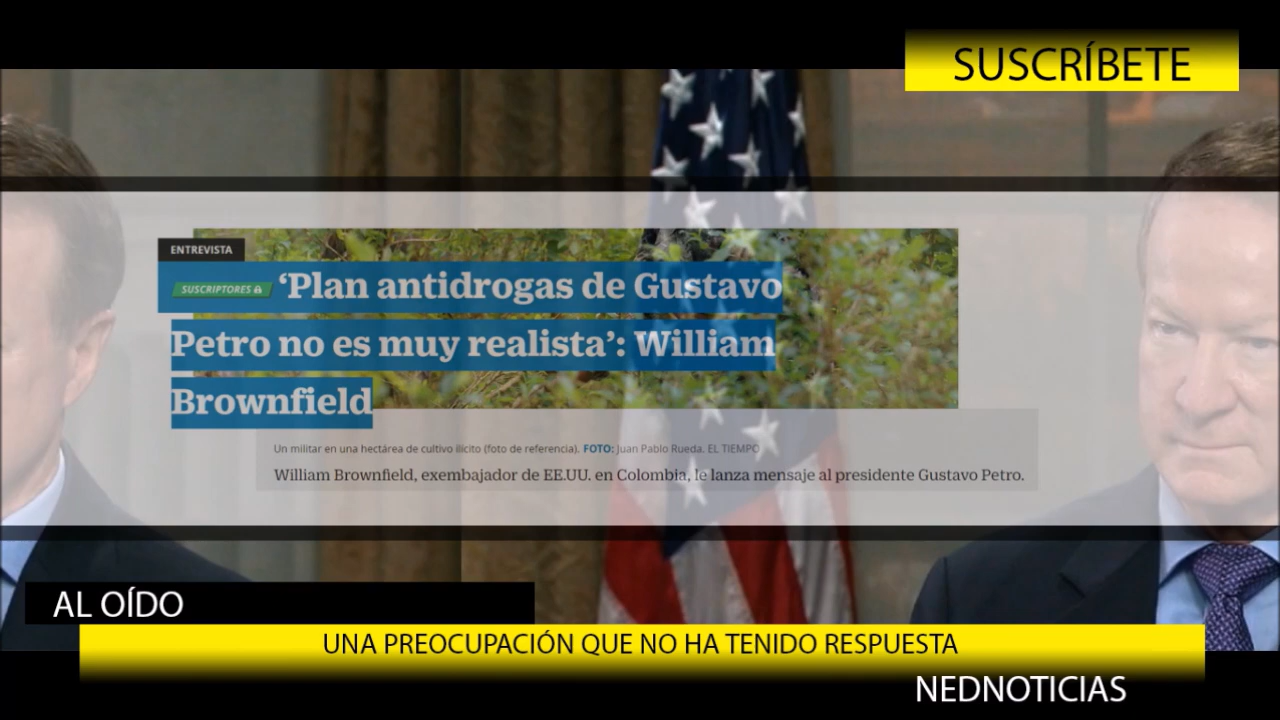 SUSCRÍBETE
ENTREVISTA
SUSCRIPTORES ‘Plan antidrogas de Gustavo
Petro no es muy realista’: William
Brownfield
Un militar en una hectárea de cultivo ilícito (foto de referencia). FOTO: Juan Pablo Rueda. EL TIEMPO
William Brownfield, exembajador de EE.UU. en Colombia, le lanza mensaje al presidente Gustavo Petro.
AL OÍDO
UNA PREOCUPACIÓN QUE NO HA TENIDO RESPUESTA
NEDNOTICIAS